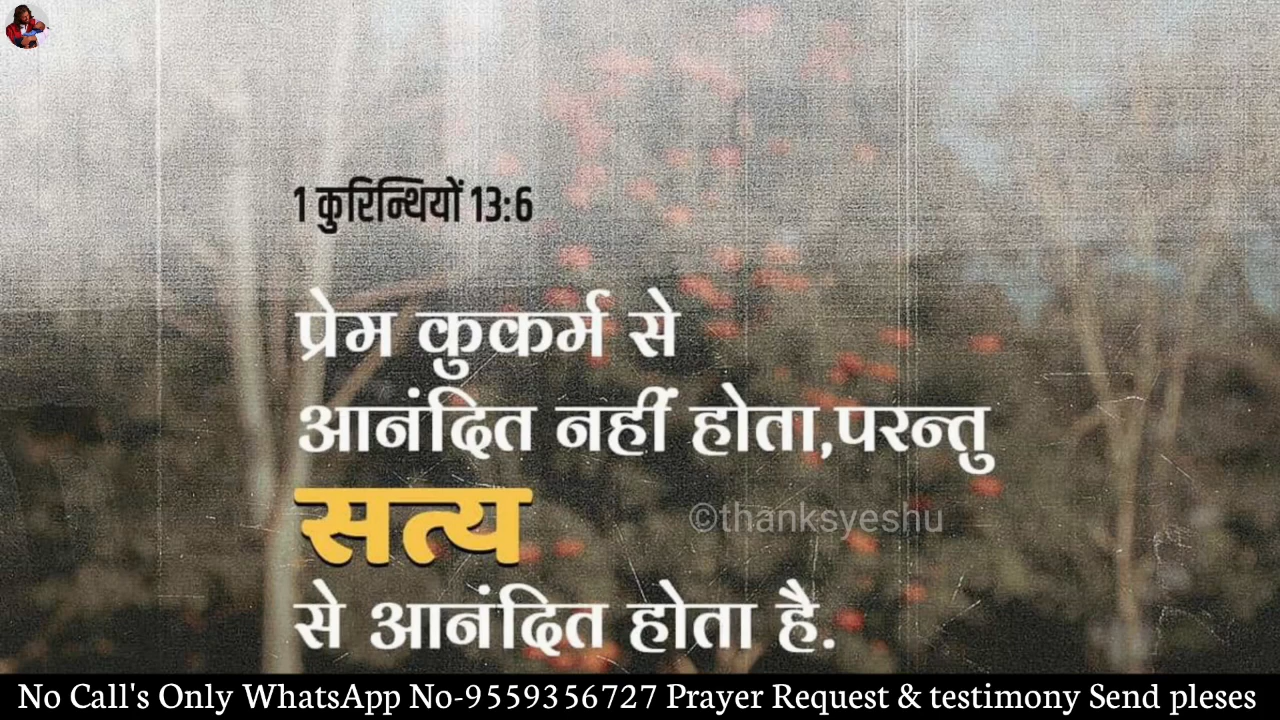 1 कुरिन्थियों 13:6
प्रेम कुकर्म से
आनंदित नहीं होता,परन्तु
सत्य
©thanksyeshu
से आनंदित होता है.
No Call's Only WhatsApp No-9559356727 Prayer Request & testimony Send pleses